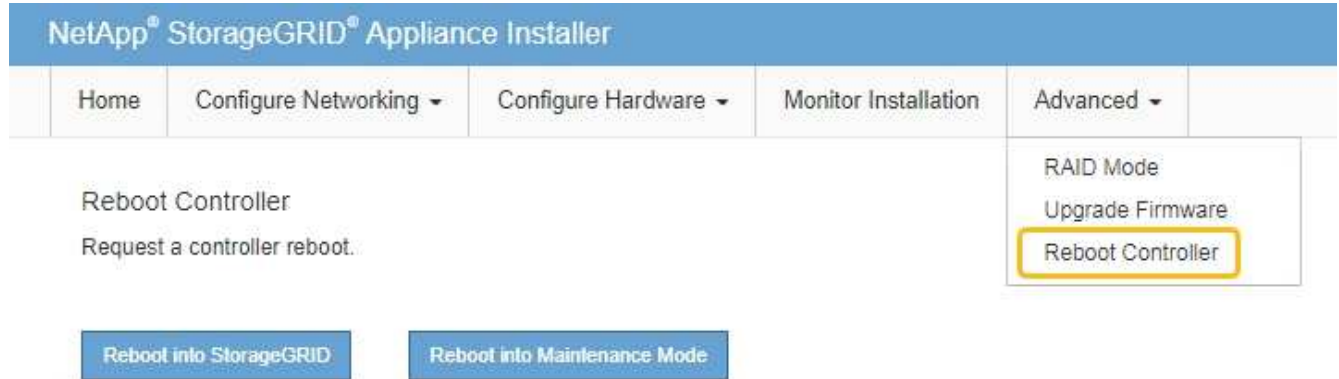 NetApp® StorageGRID® Appliance Installer
Home Configure Networking Configure Hardware Monitor Installation Advanced
RAID Mode
Upgrade Firmware
Reboot Controller
Reboot Controller
Request a controller reboot.
Reboot into StorageGRID Reboot into Maintenance Mode